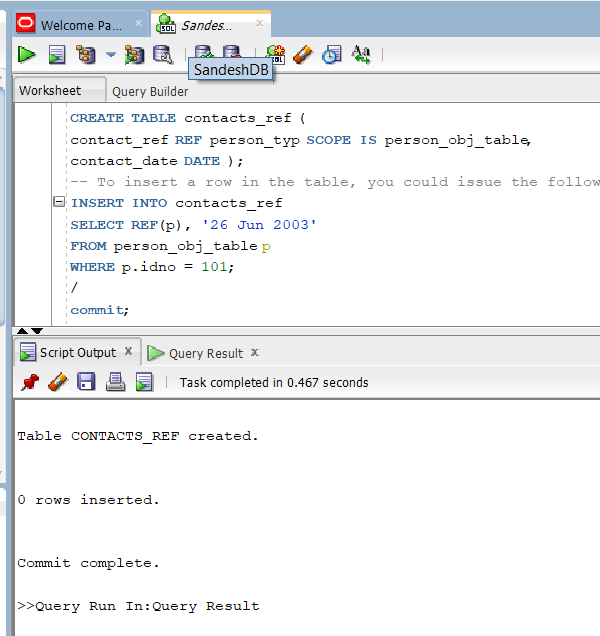 Welcome Pa...
Sandes...
SQL
SandeshDB
SQL
Aa
Worksheet
Query Builder
CREATE TABLE contacts_ref (
contact_ref REF person_typ SCOPE IS person_obj_table,
contact_date DATE );
-- To insert a row in the table, you could issue the follow
INSERT INTO contacts_ref
SELECT REF(p), '26 Jun 2003'
FROM person_obj_table p
WHERE p.idno = 101;
/
commit;
Script Output x
Query Result x
Task completed in 0.467 seconds
Table CONTACTS_REF created.
0 rows inserted.
Commit complete.
>>Query Run In:Query Result